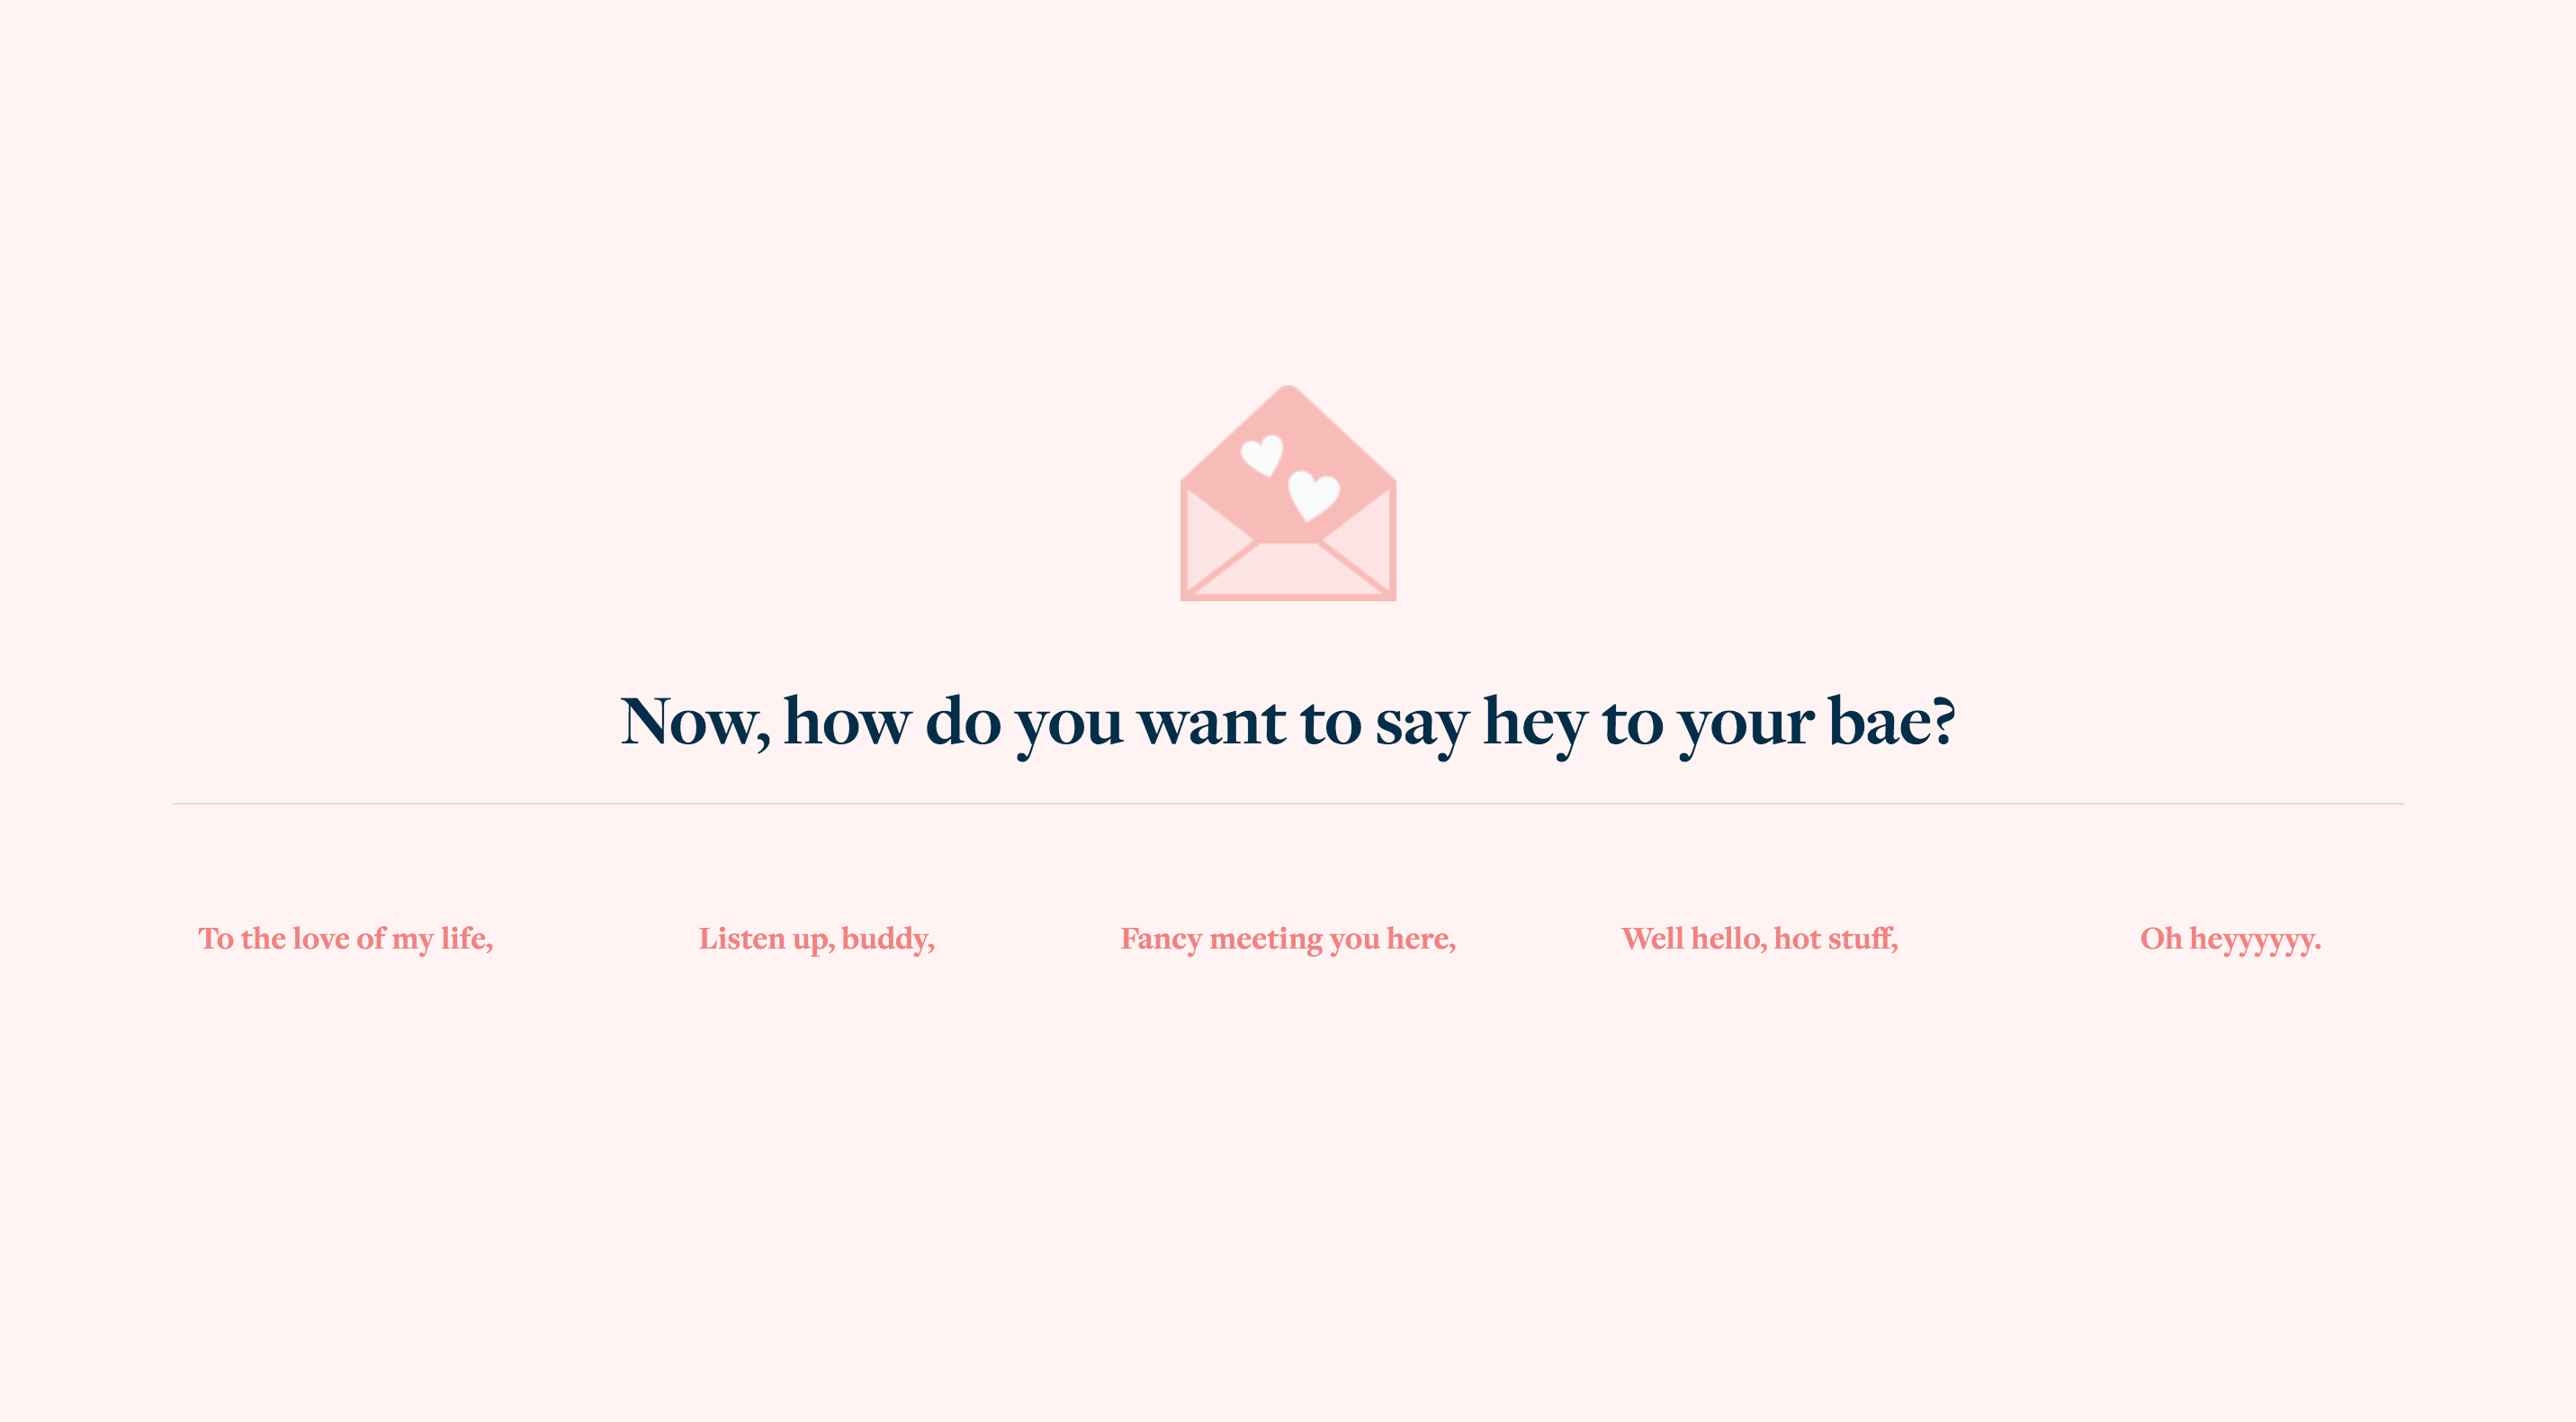 Now, how do you want to say hey to your bae?
To the love of my life,
Listen up, buddy,
Fancy meeting you here,
Well hello, hot stuff,
Oh heyyyyyy.